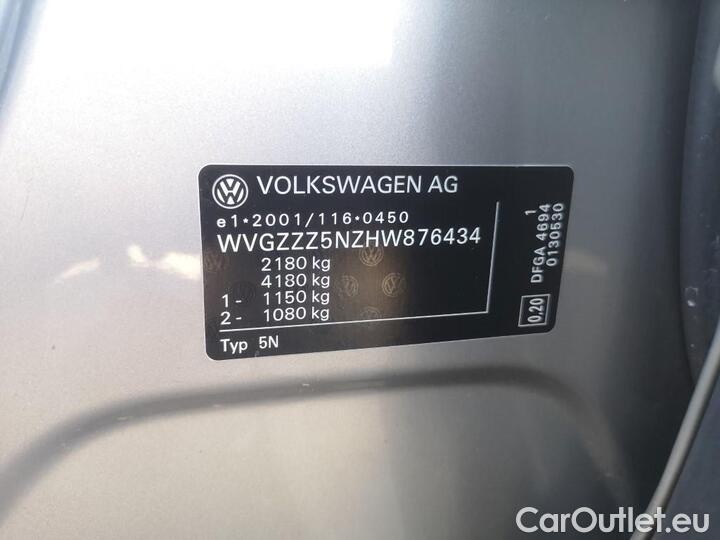 VOLKSWAGEN AG
e1*2001/116*0450
WVGZZZ5NZHW876434
2180 kg
4180 kg
1- 1150 kg
2- 1080 kg
Typ 5N
DFGA 4694 1
0130530
0.20
CarOutlet.eu